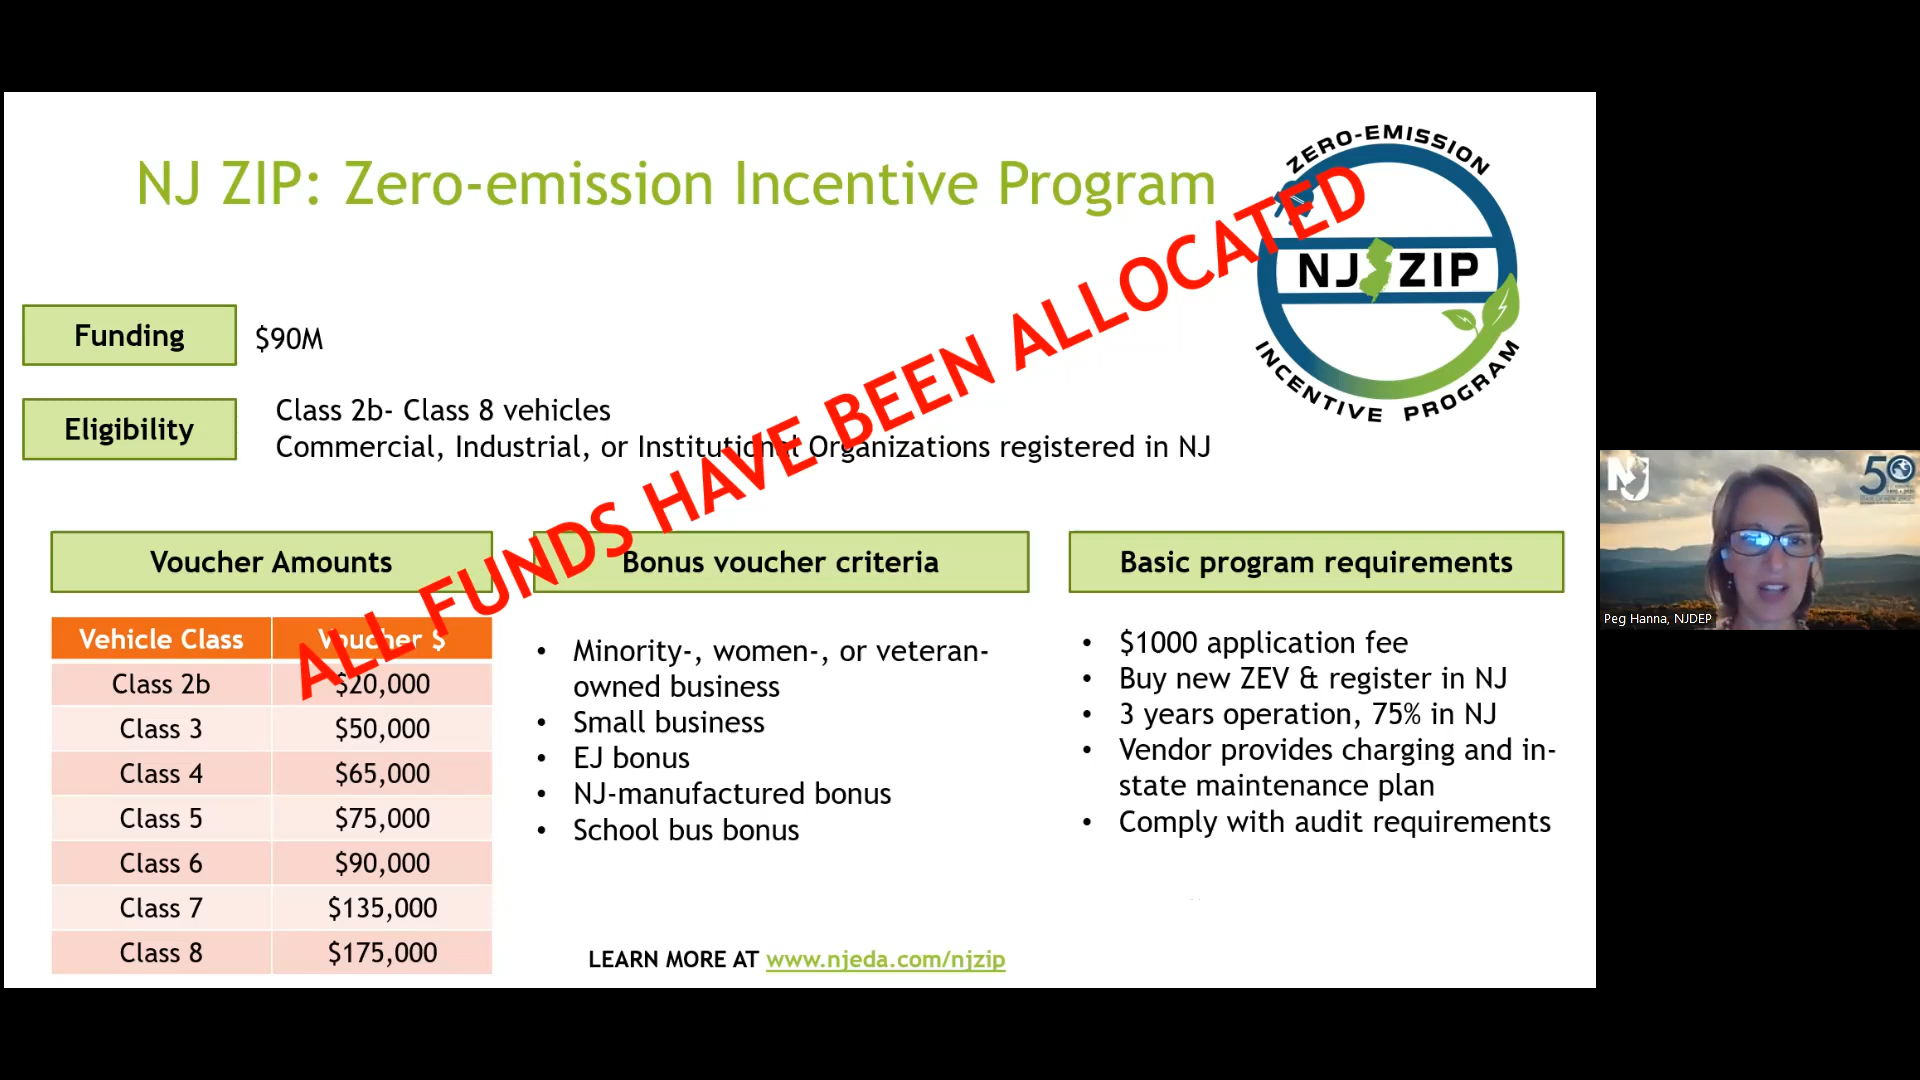 NJ ZIP: Zero-emission Incentive Program
ZERO-EMISSION
NJ ZIP
INCENTIVE PROGRAM
ALL FUNDS HAVE BEEN ALLOCATED
Funding
$90M
Eligibility
Class 2b- Class 8 vehicles
Commercial, Industrial, or Institutional Organizations registered in NJ
Voucher Amounts
Vehicle Class Voucher $
Class 2b $20,000
Class 3 $50,000
Class 4 $65,000
Class 5 $75,000
Class 6 $90,000
Class 7 $135,000
Class 8 $175,000
Bonus voucher criteria
• Minority-, women-, or veteran-
owned business
• Small business
• EJ bonus
• NJ-manufactured bonus
• School bus bonus
Basic program requirements
• $1000 application fee
• Buy new ZEV & register in NJ
• 3 years operation, 75% in NJ
• Vendor provides charging and in-
state maintenance plan
• Comply with audit requirements
LEARN MORE AT www.njeda.com/njzip
NJ
50
Peg Hanna, NJDEP